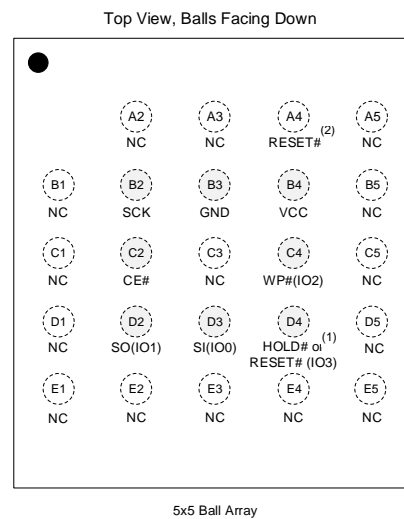 Top View, Balls Facing Down
A2 A3 A4 A5
NC NC RESET# (2) NC
B1 B2 B3 B4 B5
NC SCK GND VCC NC
C1 C2 C3 C4 C5
NC CE# NC WP#(IO2) NC
D1 D2 D3 D4 D5
NC SO(IO1) SI(IO0) HOLD# or (1) NC
RESET# (IO3)
E1 E2 E3 E4 E5
NC NC NC NC NC
5x5 Ball Array